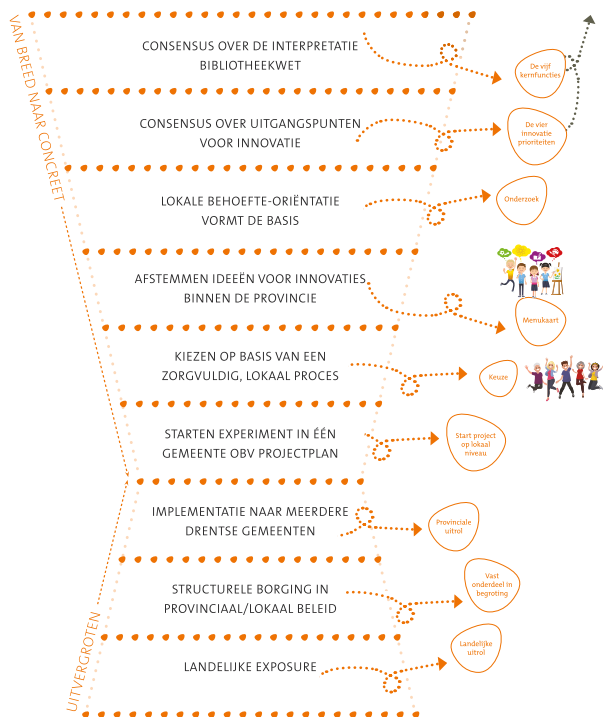 VAN BREED NAAR CONCREET
CONSENSUS OVER DE INTERPRETATIE
BIBLIOTHEEKWET
De vijf
kernfuncties
CONSENSUS OVER UITGANGSPUNTEN
VOOR INNOVATIE
De vier
innovatie
prioriteiten
LOKALE BEHOEFTE-ORIËNTATIE
VORMT DE BASIS
Onderzoek
AFSTEMMEN IDEEËN VOOR INNOVATIES
BINNEN DE PROVINCIE
Menukaart
KIEZEN OP BASIS VAN EEN
ZORGVULDIG, LOKAAL PROCES
Keuze
STARTEN EXPERIMENT IN ÉÉN
GEMEENTE OBV PROJECTPLAN
Start project
op lokaal
niveau
IMPLEMENTATIE NAAR MEERDERE
DRENTSE GEMEENTEN
Provinciale
uitrol
STRUCTURELE BORGING IN
PROVINCIAAL/LOKAAL BELEID
Vast
onderdeel in
begroting
UITVERGROTEN
LANDELIJKE EXPOSURE
Landelijke
uitrol